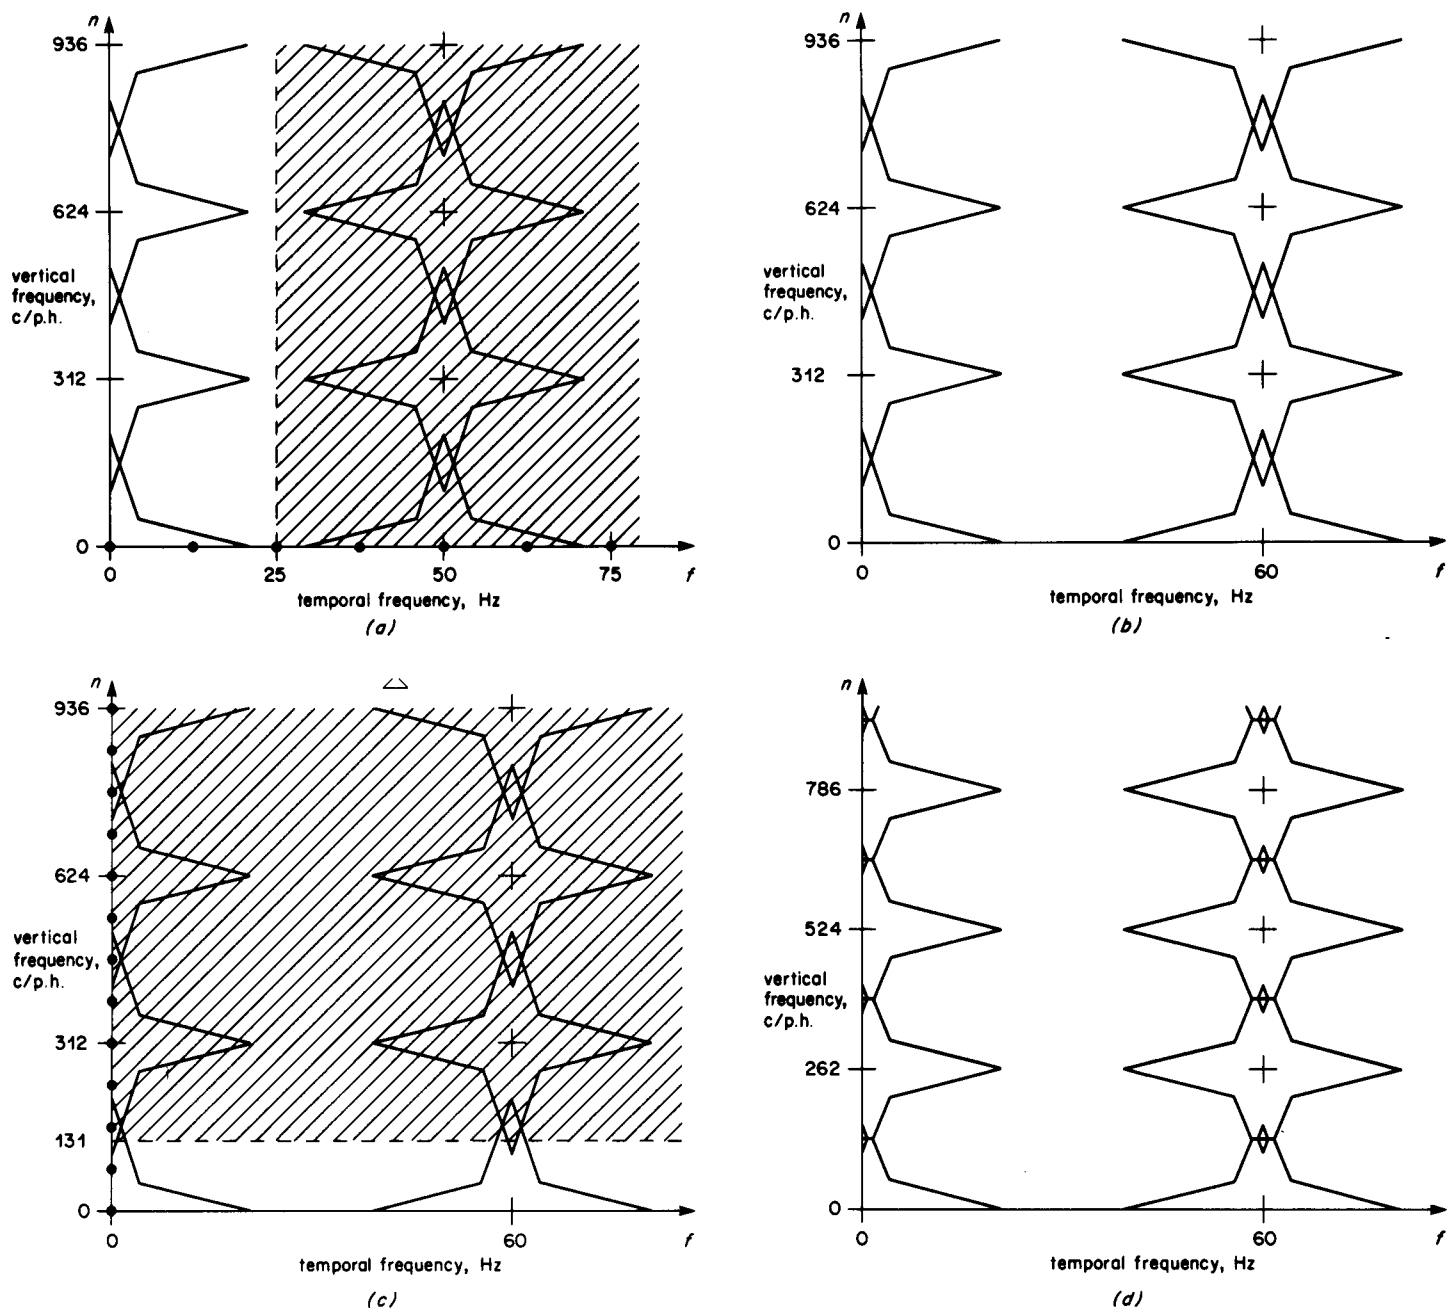 n
936
624
vertical
frequency,
c/p.h.
312
0
0 25 50 75 f
temporal frequency, Hz
(a)
n
936
624
vertical
frequency,
c/p.h.
312
0
60 f
0
temporal frequency, Hz
(b)
n
936
624
vertical
frequency,
c/p.h.
312
131
0
0 60 f
temporal frequency, Hz
(c)
n
786
524
vertical
frequency,
c/p.h.
262
0
0 60 f
temporal frequency, Hz
(d)